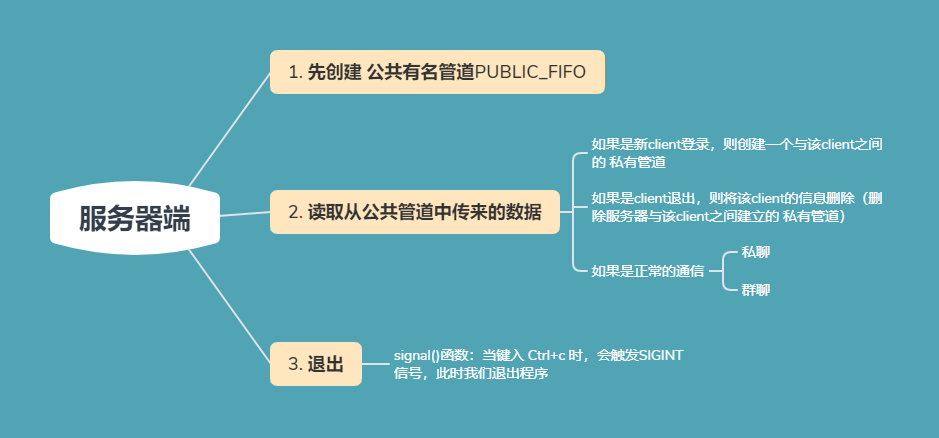 服务器端
1. 先创建 公共有名管道PUBLIC_FIFO
2. 读取从公共管道中传来的数据
如果是新client登录，则创建一个与该client之间
的 私有管道
如果是client退出，则将该client的信息删除（删
除服务器与该client之间建立的 私有管道）
如果是正常的通信
私聊
群聊
3. 退出
signal()函数：当键入 Ctrl+c 时，会触发SIGINT
信号，此时我们退出程序